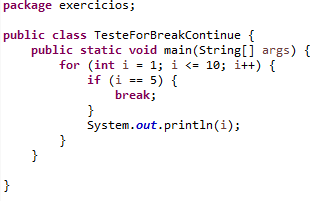 package exercicios;
public class TesteForBreakContinue {
    public static void main(String[] args) {
        for (int i = 1; i <= 10; i++) {
            if (i == 5) {
                break;
            }
            System.out.println(i);
        }
    }
}